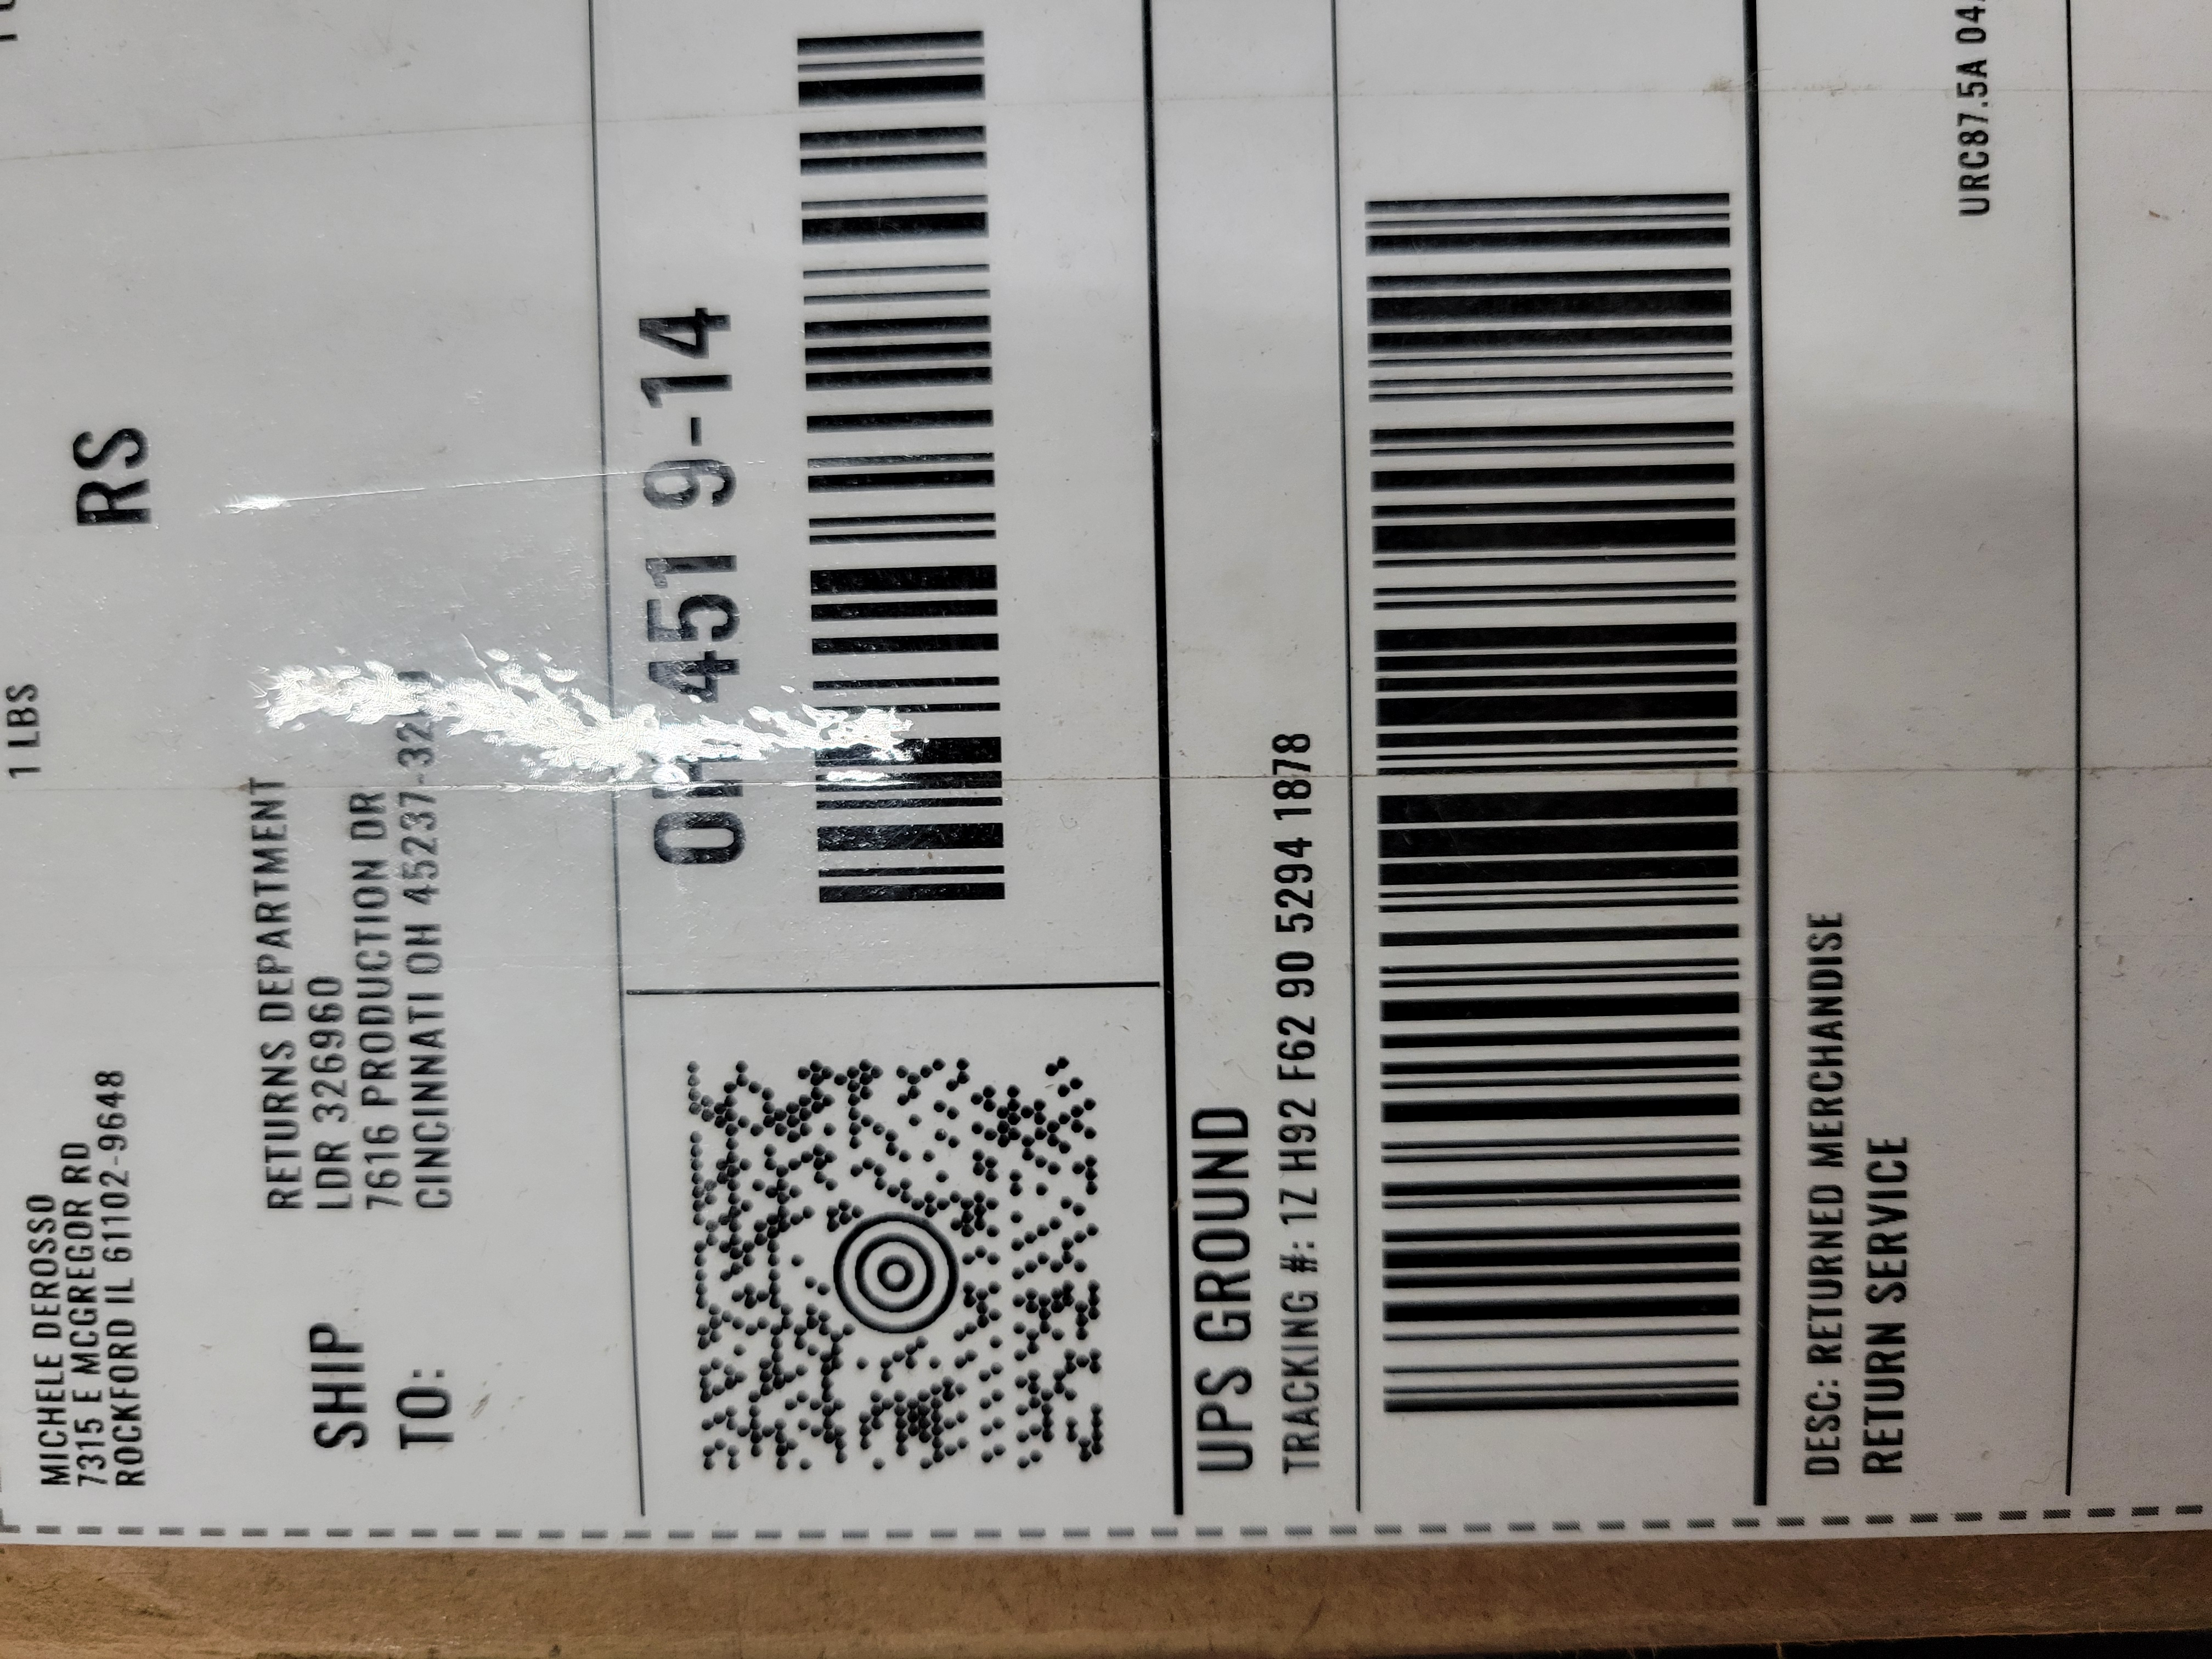 1 LBS
MICHELE DEROSSO
7315 E MCGREGOR RD
ROCKFORD IL 61102-9648
RS
SHIP
TO:
RETURNS DEPARTMENT
LDR 326960
7616 PRODUCTION DR
CINCINNATI OH
OH 451 9-14
UPS GROUND
TRACKING #: 1Z H92 F62 90 5294 1878
DESC: RETURNED MERCHANDISE
RETURN SERVICE
URC87.5A